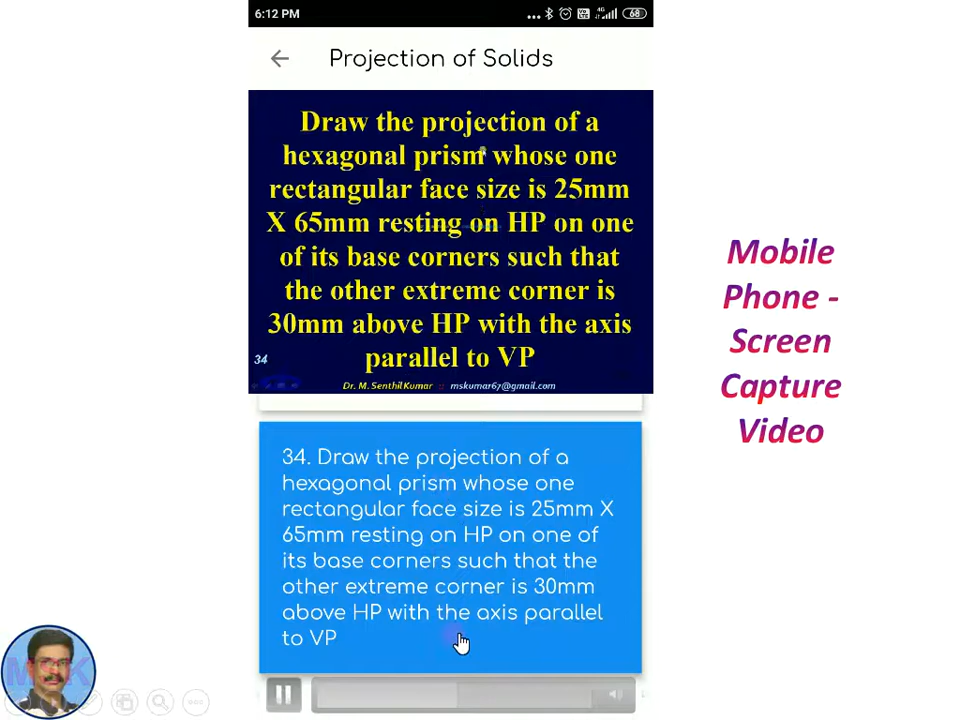 6:12 PM
4G
68
Projection of Solids
Draw the projection of a
hexagonal prism whose one
rectangular face size is 25mm
X 65mm resting on HP on one
of its base corners such that
the other extreme corner is
30mm above HP with the axis
parallel to VP
34
Dr. M. SenthilKumar :: mskumar67@gmail.com
34. Draw the projection of a
hexagonal prism whose one
rectangular face size is 25mm X
65mm resting on HP on one of
its base corners such that the
other extreme corner is 30mm
above HP with the axis parallel
to VP
Mobile
Phone -
Screen
Capture
Video